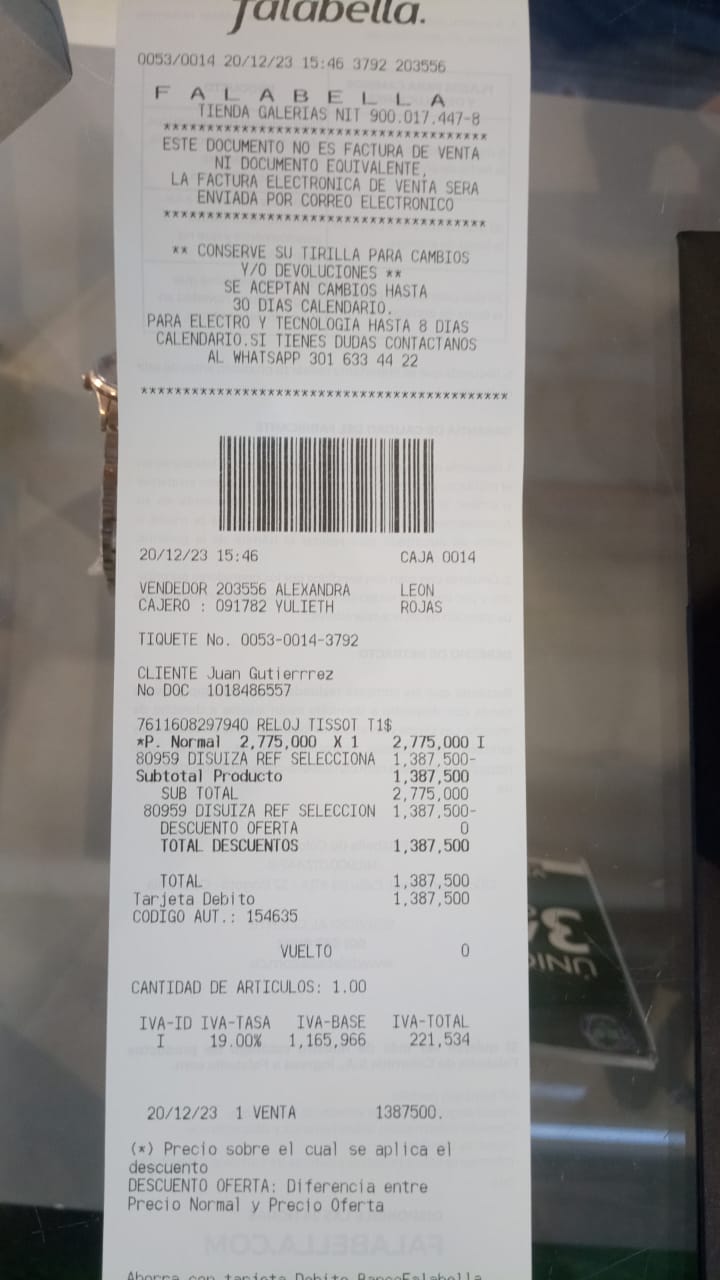 falabella.
0053/0014 20/12/23 15:46 3792 203556
F A L A B E L L A
TIENDA GALERIAS NIT 900.017.447-8
*************************************
ESTE DOCUMENTO NO ES FACTURA DE VENTA
NI DOCUMENTO EQUIVALENTE,
LA FACTURA ELECTRONICA DE VENTA SERA
ENVIADA POR CORREO ELECTRONICO
*************************************
** CONSERVE SU TIRILLA PARA CAMBIOS
Y/O DEVOLUCIONES **
SE ACEPTAN CAMBIOS HASTA
30 DIAS CALENDARIO.
PARA ELECTRO Y TECNOLOGIA HASTA 8 DIAS
CALENDARIO.SI TIENES DUDAS CONTACTANOS
AL WHATSAPP 301 633 44 22
******************************************
20/12/23 15:46 CAJA 0014
VENDEDOR 203556 ALEXANDRA LEON
CAJERO : 091782 YULIETH ROJAS
TIQUETE No. 0053-0014-3792
CLIENTE Juan Gutierrrez
No DOC 1018486557
7611608297940 RELOJ TISSOT T1$
*P. Normal 2,775,000 X 1 2,775,000 I
80959 DISUIZA REF SELECCIONA 1,387,500-
Subtotal Producto 1,387,500
SUB TOTAL 2,775,000
80959 DISUIZA REF SELECCION 1,387,500-
DESCUENTO OFERTA 0
TOTAL DESCUENTOS 1,387,500
TOTAL 1,387,500
Tarjeta Debito 1,387,500
CODIGO AUT.: 154635
VUELTO 0
CANTIDAD DE ARTICULOS: 1.00
IVA-ID IVA-TASA IVA-BASE IVA-TOTAL
I 19.00% 1,165,966 221,534
20/12/23 1 VENTA 1387500.
(*) Precio sobre el cual se aplica el
descuento
DESCUENTO OFERTA: Diferencia entre
Precio Normal y Precio Oferta
Ahorra con tarjeta Debito BancoFalabella